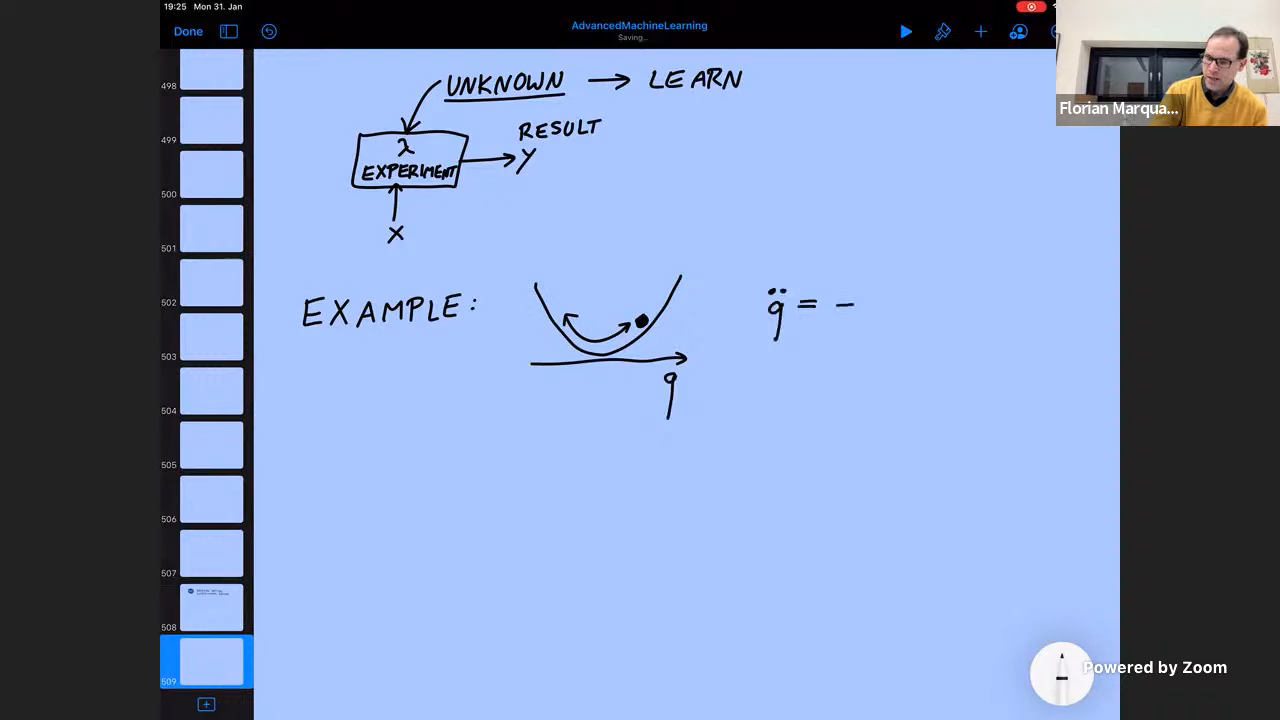 19:25 Mon 31. Jan
Done
AdvancedMachineLearning
Saving...
Florian Marqua...
498
499
500
501
502
503
504
505
506
507
508
509
UNKNOWN → LEARN
RESULT
λ
EXPERIMENT → y
x
EXAMPLE:
q̈ = −
q
Powered by Zoom